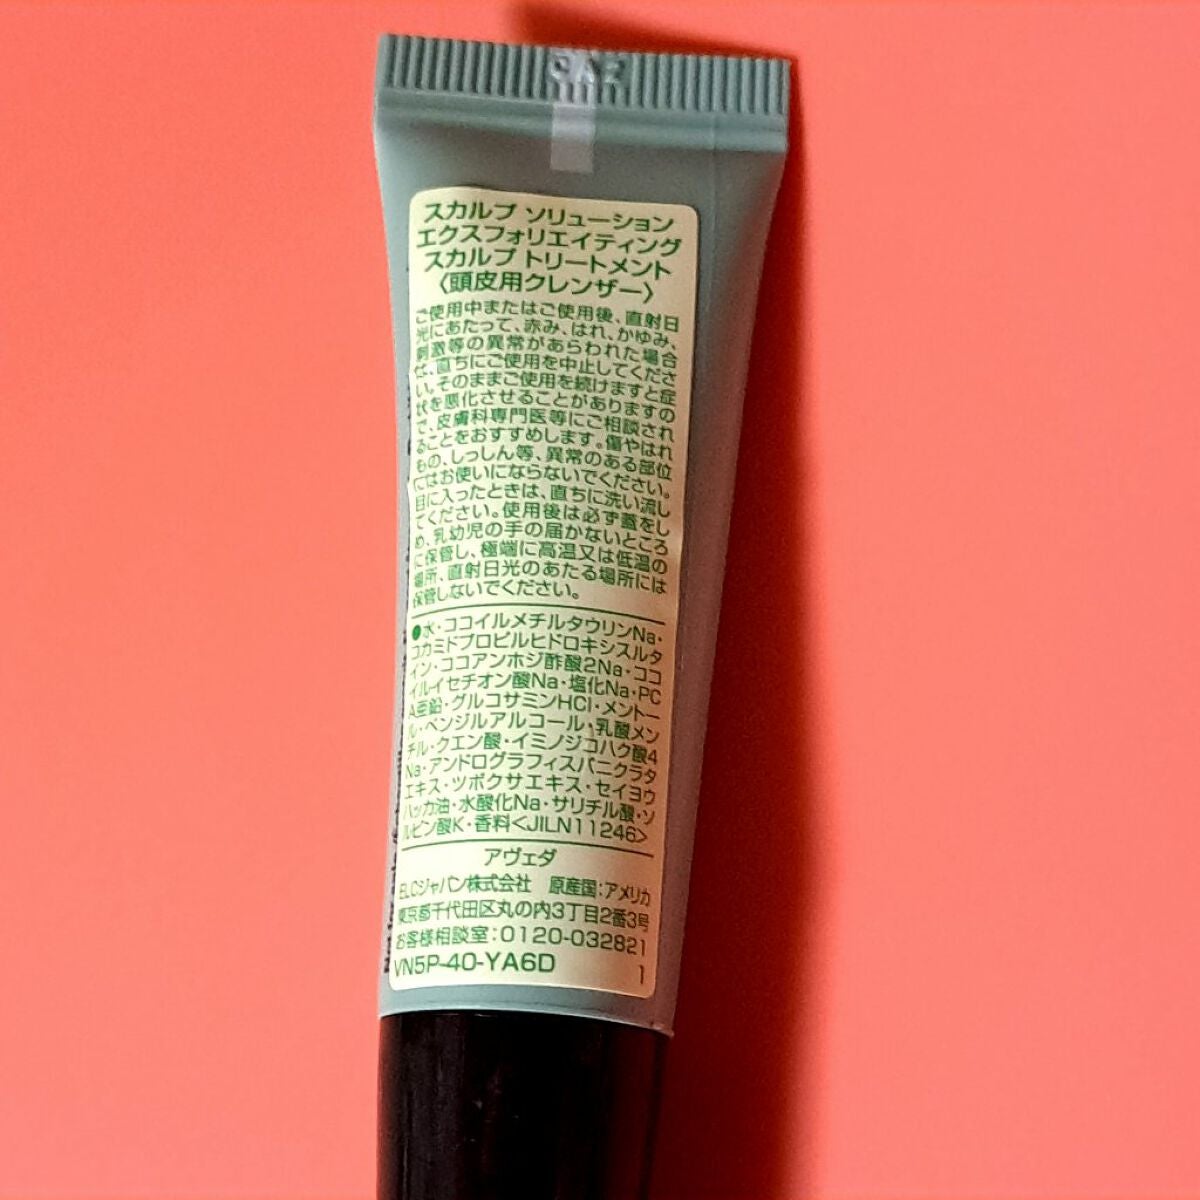 スカルプ ソリューション
エクスフォリエイティング
スカルプ トリートメント
〈頭皮用クレンザー〉
ご使用中またはご使用後、直射日
光にあたって、赤み、はれ、かゆみ、
刺激等の異常があらわれた場合
は、直ちにご使用を中止してくださ
い。そのままご使用を続けますと症
状を悪化させることがありますの
で、皮膚科専門医等にご相談され
ることをおすすめします。傷やはれ
もの、しっしん等、異常のある部位
にはお使いにならないでください。
目に入ったときは、直ちに洗い流し
てください。使用後は必ず蓋をし
め、乳幼児の手の届かないところ
に保管し、極端に高温又は低温の
場所、直射日光のあたる場所には
保管しないでください。
●水・ココイルメチルタウリンNa・
コカミドプロピルヒドロキシスルタ
イン・ココアンホジ酢酸2Na・ココ
イルイセチオン酸Na・塩化Na・PC
A亜鉛・グルコサミンHCl・メントー
ル・ベンジルアルコール・乳酸メン
チル・クエン酸・イミノジコハク酸4
Na・アンドログラフィスパニクラタ
エキス・ツボクサエキス・セイヨウ
ハッカ油・水酸化Na・サリチル酸・ソ
ルビン酸K・香料<JILN11246>
アヴェダ
ELCジャパン株式会社 原産国:アメリカ
東京都千代田区丸の内3丁目2番3号
お客様相談室:0120-032821
VN5P-40-YA6D 1